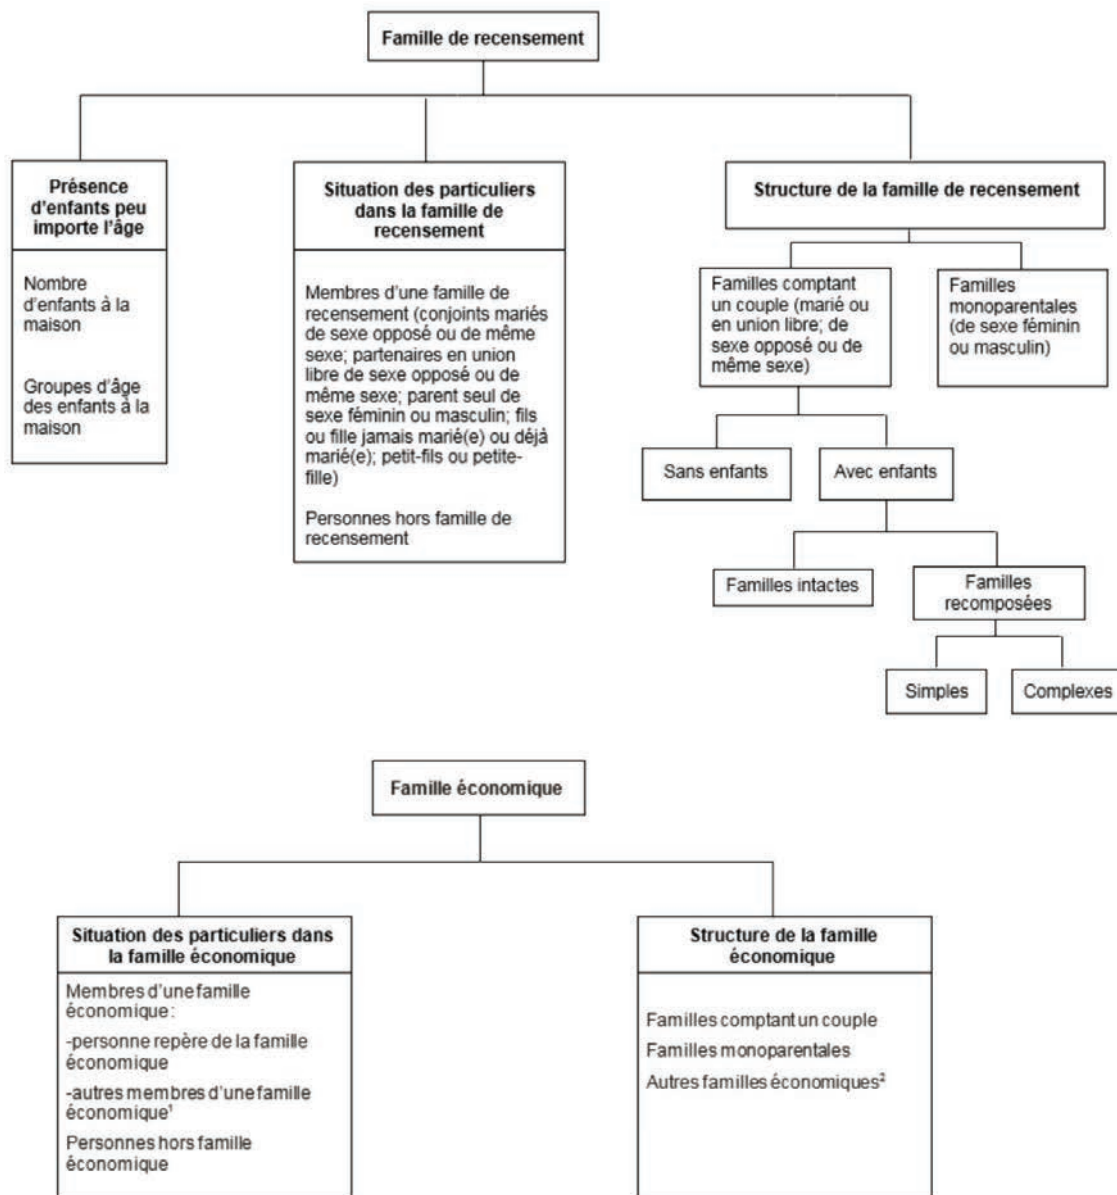 Famille de recensement
Présence
d'enfants peu
importe l'âge
Nombre
d'enfants à la
maison
Groupes d'âge
des enfants à la
maison
Situation des particuliers
dans la famille de
recensement
Membres d'une famille de
recensement (conjoints mariés
de sexe opposé ou de même
sexe; partenaires en union
libre de sexe opposé ou de
même sexe; parent seul de
sexe féminin ou masculin; fils
ou fille jamais marié(e) ou déjà
marié(e); petit-fils ou petite-
fille)
Personnes hors famille de
recensement
Structure de la famille de recensement
Familles comptant
un couple (marié ou
en union libre; de
sexe opposé ou de
même sexe)
Familles
monoparentales
(de sexe féminin
ou masculin)
Sans enfants
Avec enfants
Familles intactes
Familles
recomposées
Simples
Complexes
Famille économique
Situation des particuliers dans
la famille économique
Membres d'une famille
économique:
-personne repère de la famille
économique
-autres membres d'une famille
économique¹
Personnes hors famille
économique
Structure de la famille
économique
Familles comptant un couple
Familles monoparentales
Autres familles économiques²